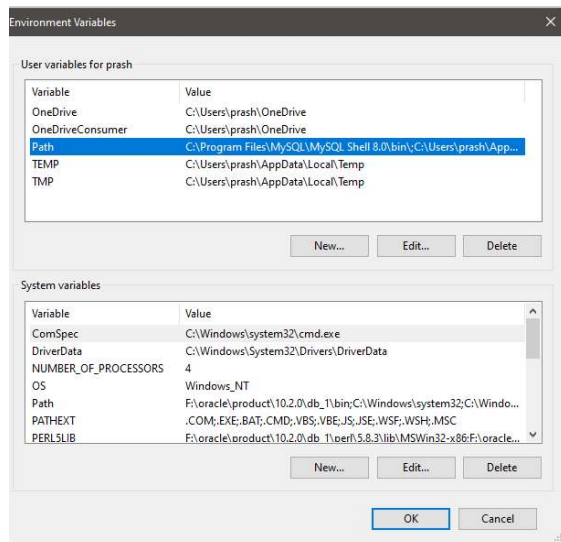 Environment Variables
User variables for prash
Variable Value
OneDrive C:\Users\prash\OneDrive
OneDriveConsumer C:\Users\prash\OneDrive
Path C:\Program Files\MySQL\MySQL Shell 8.0\bin\;C:\Users\prash\App...
TEMP C:\Users\prash\AppData\Local\Temp
TMP C:\Users\prash\AppData\Local\Temp
New... Edit... Delete
System variables
Variable Value
ComSpec C:\Windows\system32\cmd.exe
DriverData C:\Windows\System32\Drivers\DriverData
NUMBER_OF_PROCESSORS 4
OS Windows_NT
Path F:\oracle\product\10.2.0\db_1\bin;C:\Windows\system32;C:\Windo...
PATHEXT .COM;.EXE;.BAT;.CMD;.VBS;.VBE;.JS;.JSE;.WSF;.WSH;.MSC
PERL5LIB F:\oracle\product\10.2.0\db_1\perl\5.8.3\lib\MSWin32-x86;F:\oracle...
New... Edit... Delete
OK Cancel